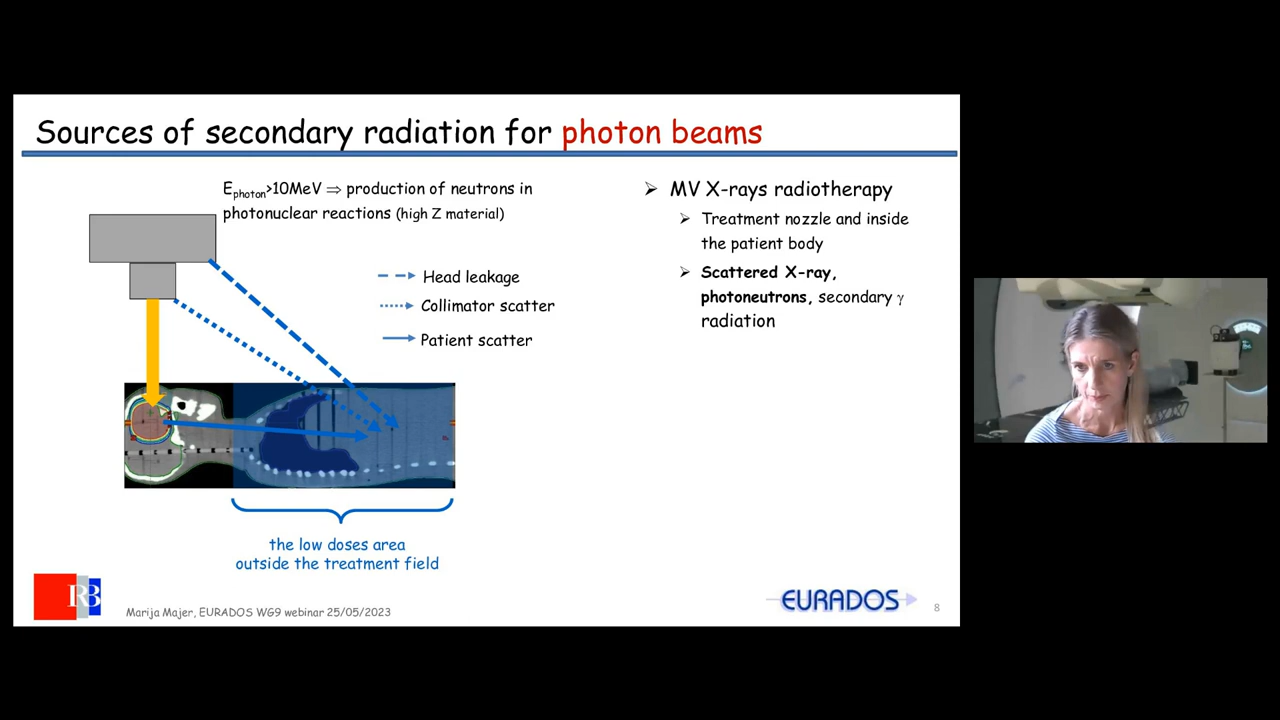 Sources of secondary radiation for photon beams
Ephoton>10MeV ⇒ production of neutrons in
photonuclear reactions (high Z material)
Head leakage
Collimator scatter
Patient scatter
the low doses area
outside the treatment field
➢ MV X-rays radiotherapy
➢ Treatment nozzle and inside
the patient body
➢ Scattered X-ray,
photoneutrons, secondary γ
radiation
IRB
Marija Majer, EURADOS WG9 webinar 25/05/2023
EURADOS
8